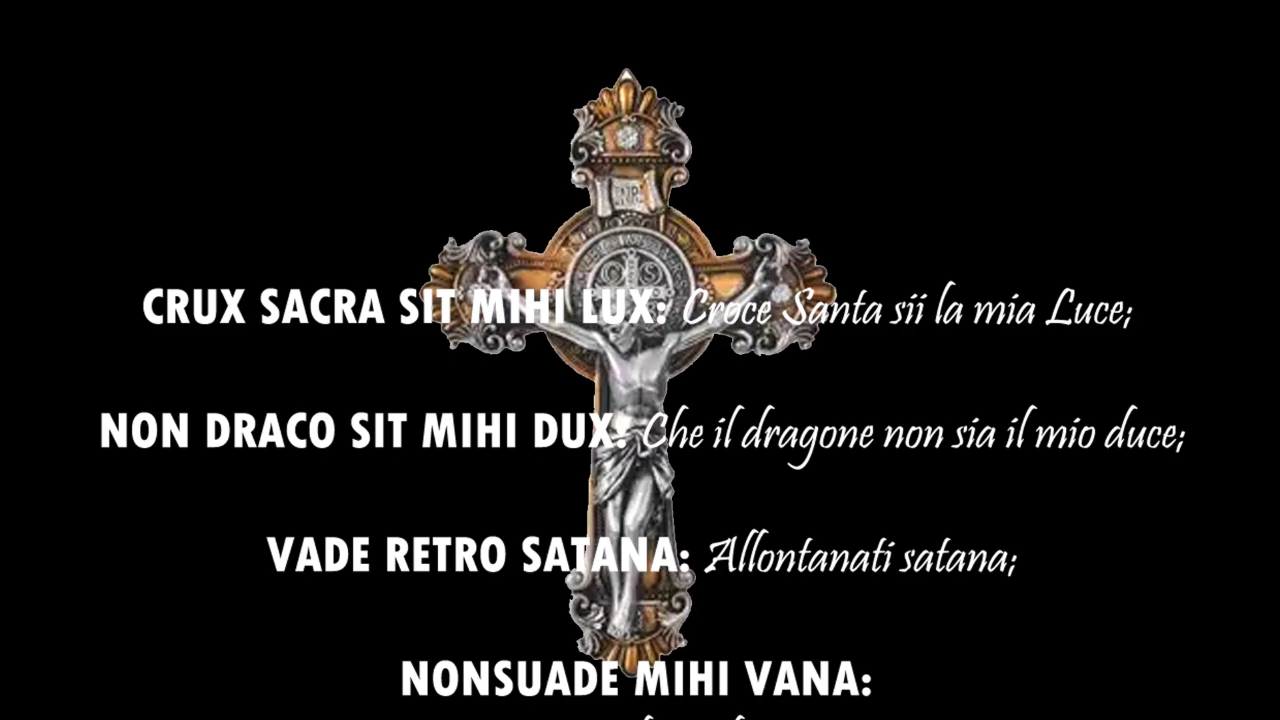 INRI
CRUX SACRA SIT MIHI LUX: Croce Santa sii la mia Luce;
NON DRACO SIT MIHI DUX: Che il dragone non sia il mio duce;
VADE RETRO SATANA: Allontanati satana;
NONSUADE MIHI VANA: